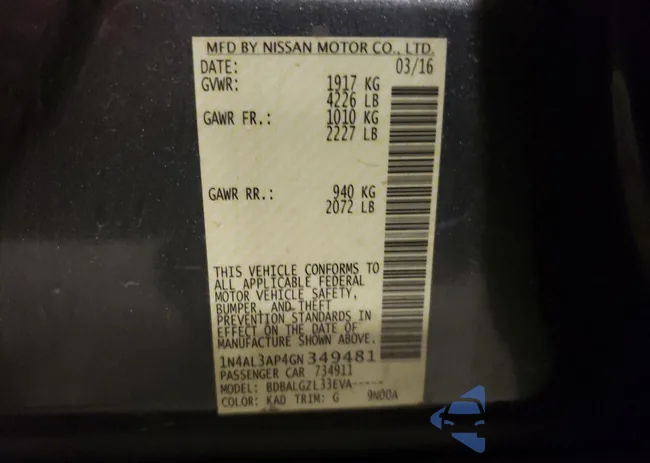 MFD BY NISSAN MOTOR CO., LTD.
DATE: 03/16
GVWR: 1917 KG
4226 LB
GAWR FR.: 1010 KG
2227 LB
GAWR RR.: 940 KG
2072 LB
THIS VEHICLE CONFORMS TO
ALL APPLICABLE FEDERAL
MOTOR VEHICLE SAFETY,
BUMPER, AND THEFT
PREVENTION STANDARDS IN
EFFECT ON THE DATE OF
MANUFACTURE SHOWN ABOVE.
1N4AL3AP4GN349481
PASSENGER CAR 734911
MODEL: BDBALGZL33EVA-----
COLOR: KAD TRIM: G 9N00A